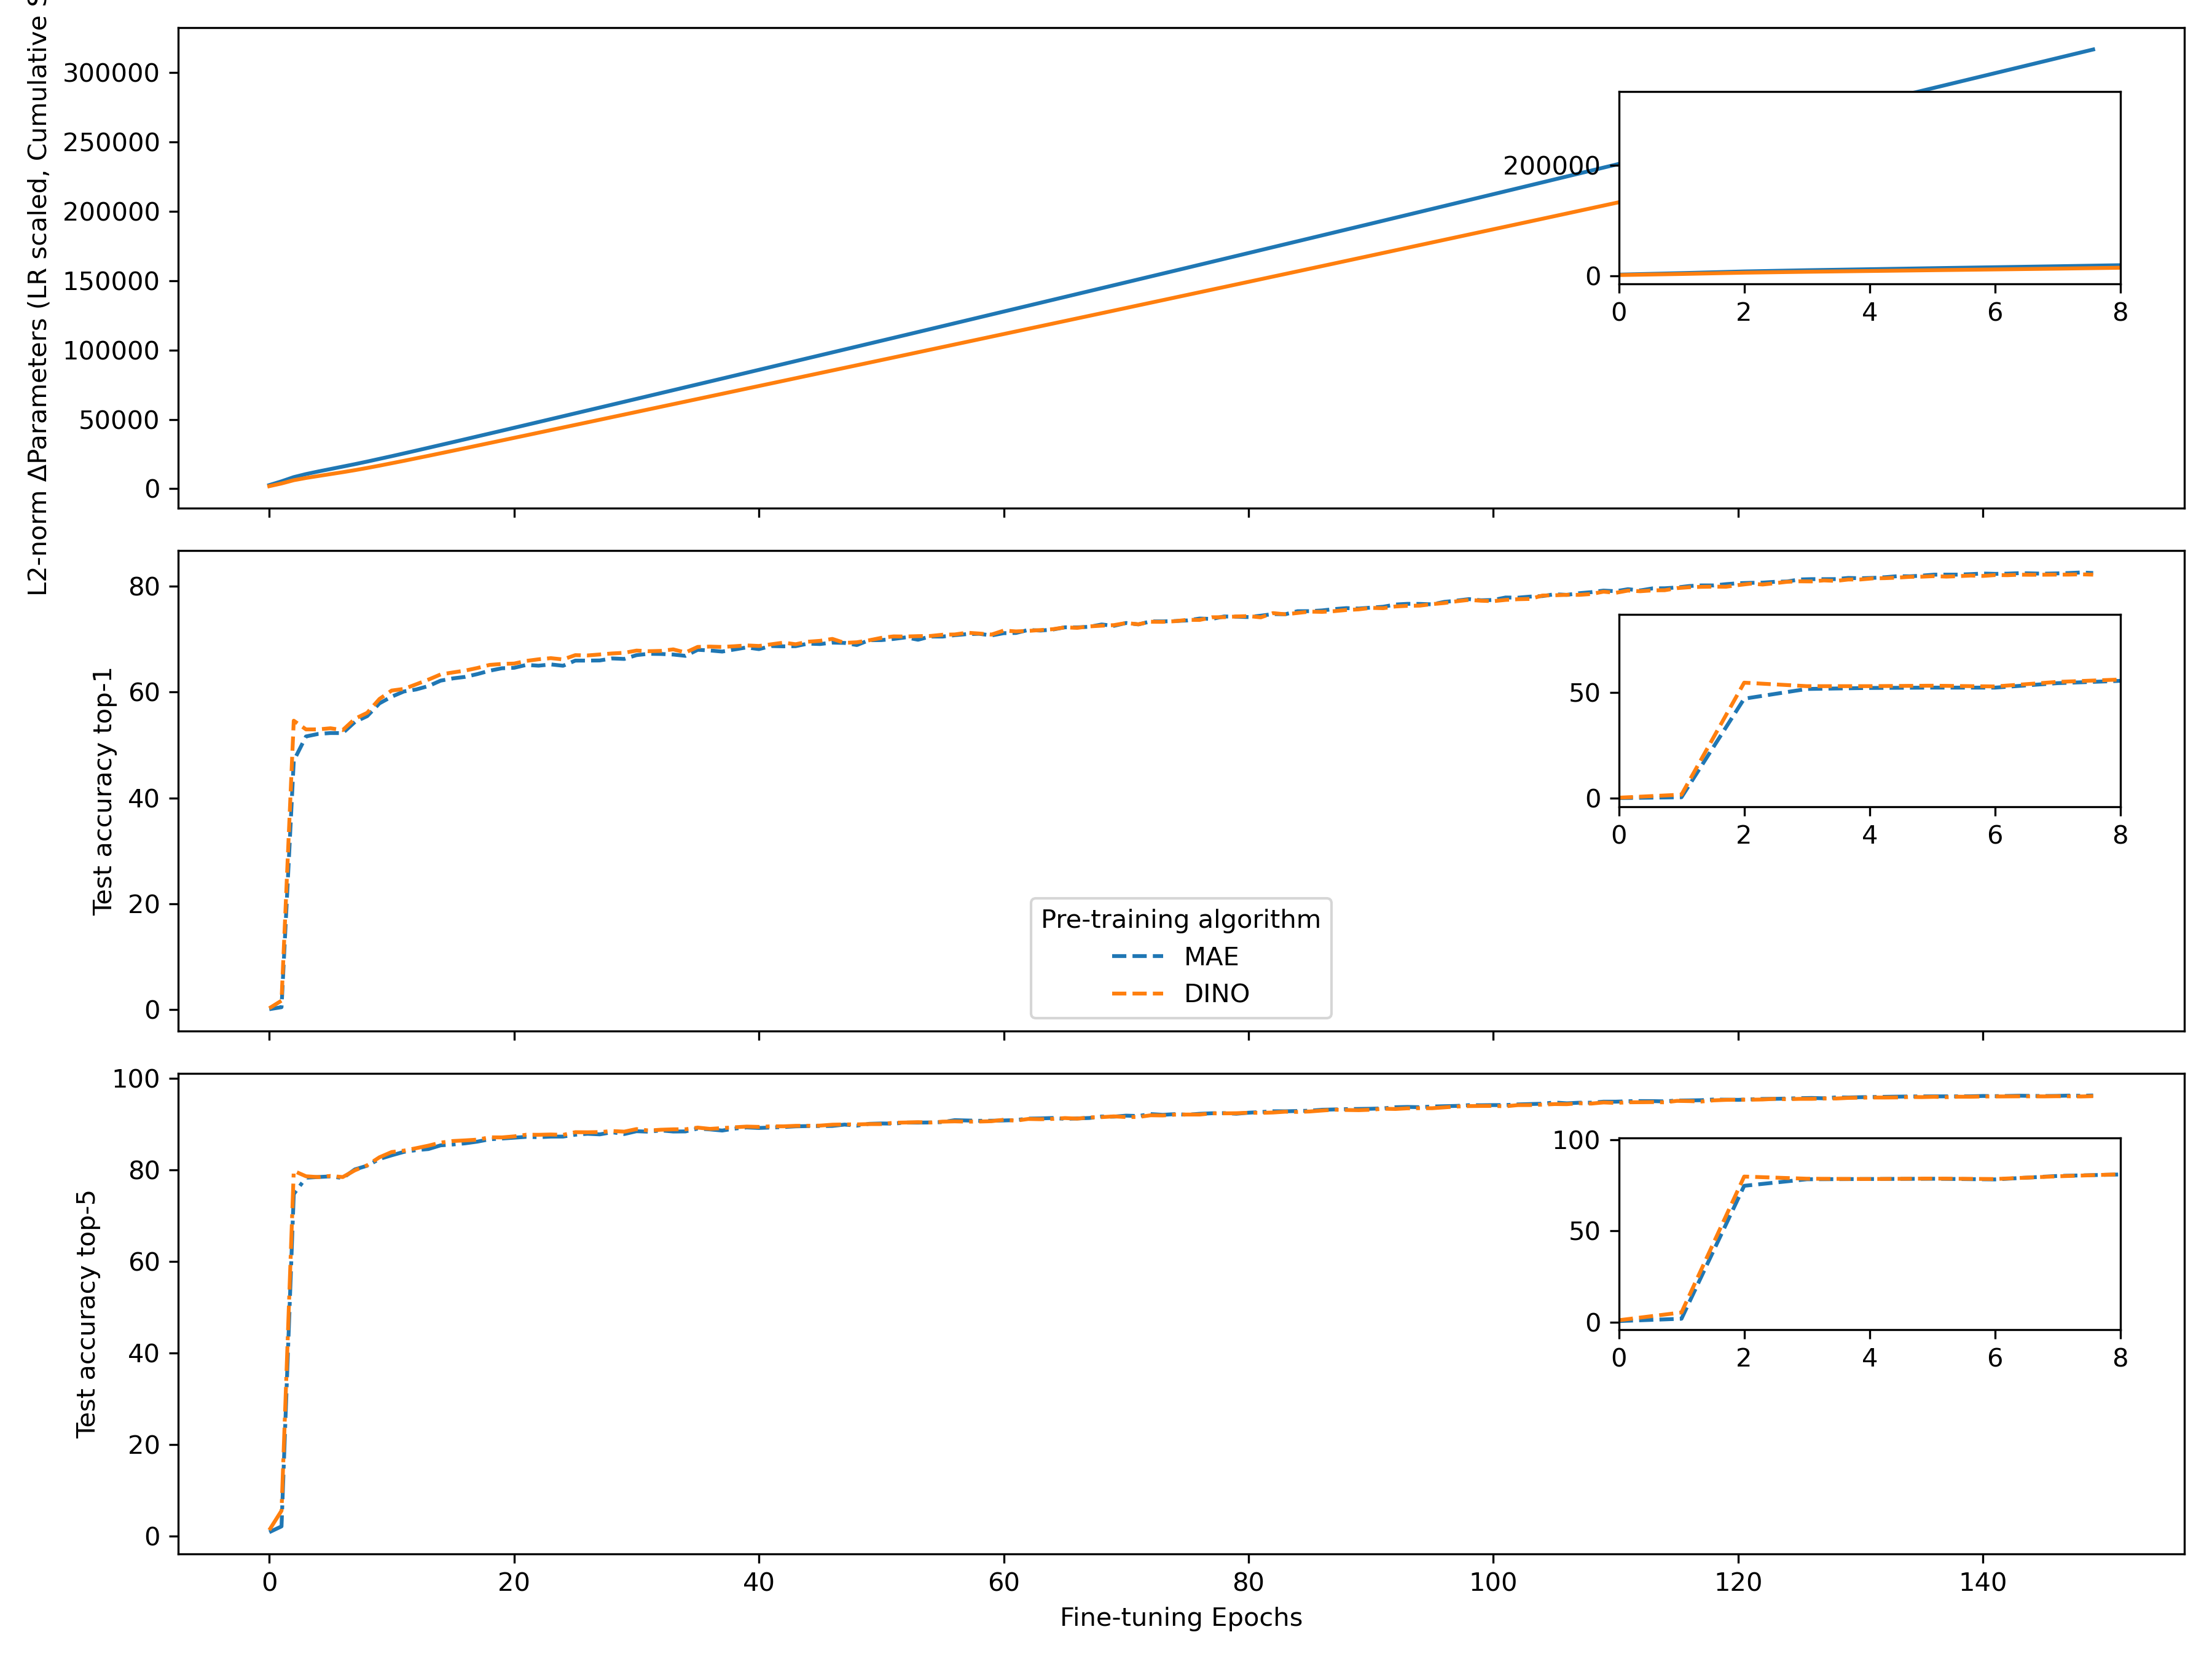 L2-norm ΔParameters (LR scaled, Cumulative
300000
250000
200000
150000
100000
50000
0
200000
0
0 2 4 6 8
Test accuracy top-1
80
60
40
20
0
50
0
0 2 4 6 8
Pre-training algorithm
MAE
DINO
Test accuracy top-5
100
80
60
40
20
0
100
50
0
0 2 4 6 8
0 20 40 60 80 100 120 140
Fine-tuning Epochs